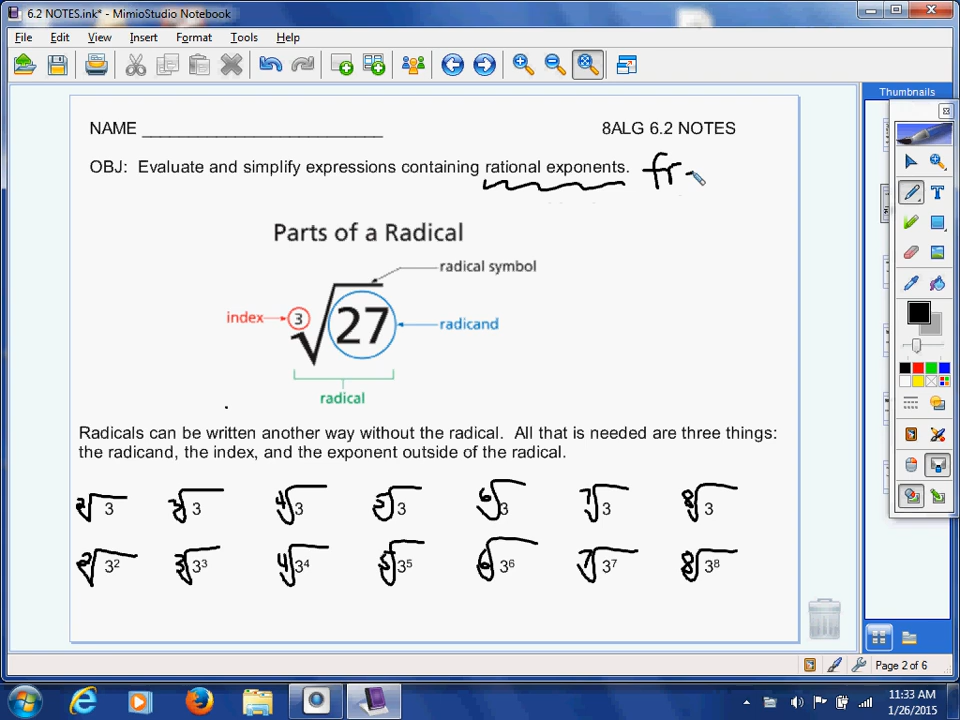 6.2 NOTES.ink* - MimioStudio Notebook
File Edit View Insert Format Tools Help
Thumbnails
NAME ____________________________ 8ALG 6.2 NOTES
OBJ: Evaluate and simplify expressions containing rational exponents. fr
Parts of a Radical
radical symbol
index 3√27 radicand
radical
Radicals can be written another way without the radical. All that is needed are three things:
the radicand, the index, and the exponent outside of the radical.
²√3 ³√3 ⁴√3 ⁵√3 ⁶√3 ⁷√3 ⁸√3
²√3² ³√3³ ⁴√3⁴ ⁵√3⁵ ⁶√3⁶ ⁷√3⁷ ⁸√3⁸
Page 2 of 6
11:33 AM
1/26/2015